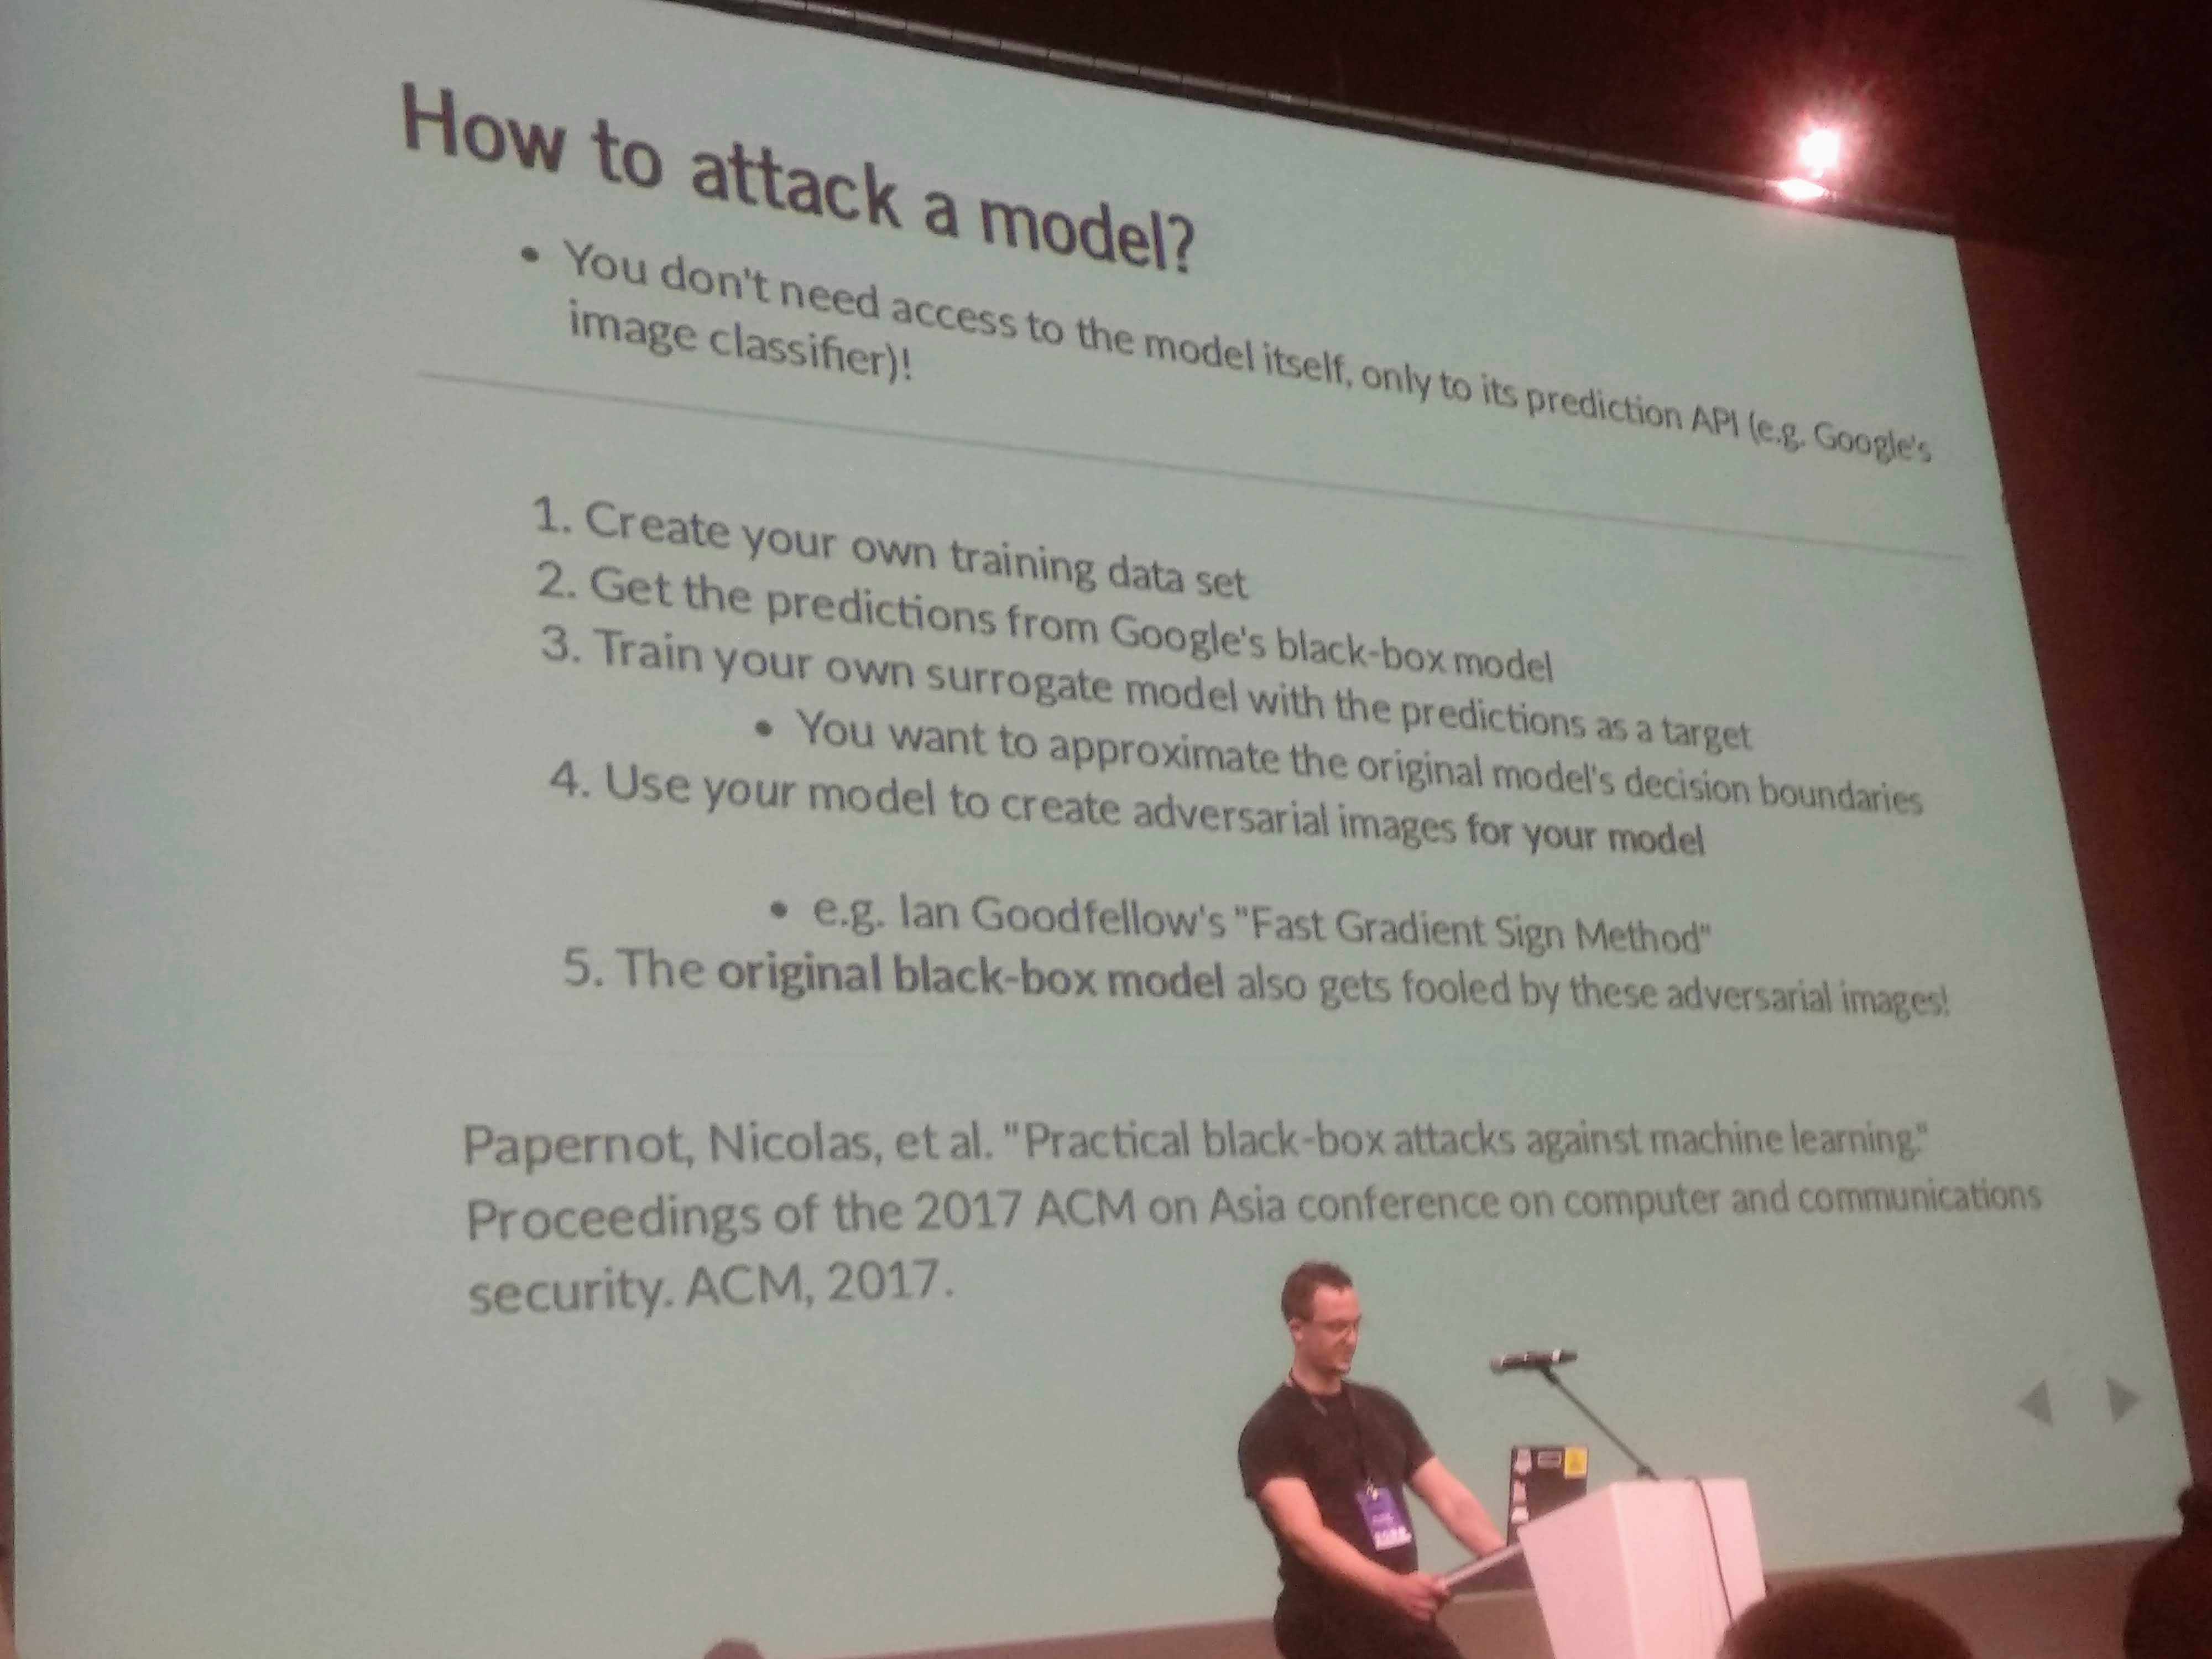 How to attack a model?
• You don't need access to the model itself, only to its prediction API (e.g. Google's
image classifier)!
1. Create your own training data set
2. Get the predictions from Google's black-box model
3. Train your own surrogate model with the predictions as a target
• You want to approximate the original model's decision boundaries
4. Use your model to create adversarial images for your model
• e.g. Ian Goodfellow's "Fast Gradient Sign Method"
5. The original black-box model also gets fooled by these adversarial images!
Papernot, Nicolas, et al. "Practical black-box attacks against machine learning."
Proceedings of the 2017 ACM on Asia conference on computer and communications
security. ACM, 2017.